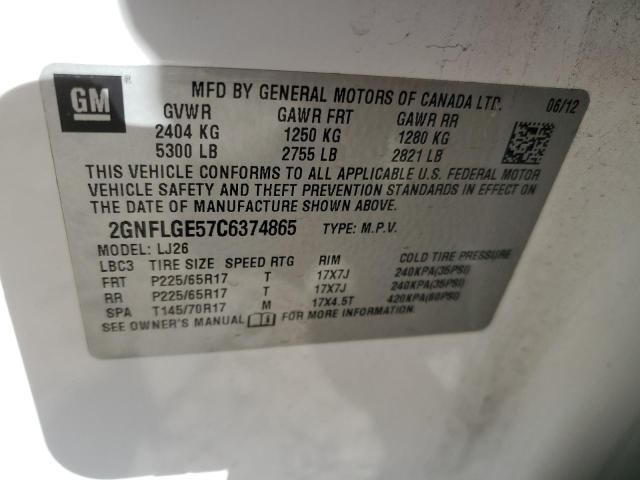 GM
MFD BY GENERAL MOTORS OF CANADA LTD. 06/12
GVWR GAWR FRT GAWR RR
2404 KG 1250 KG 1280 KG
5300 LB 2755 LB 2821 LB
THIS VEHICLE CONFORMS TO ALL APPLICABLE U.S. FEDERAL MOTOR
VEHICLE SAFETY AND THEFT PREVENTION STANDARDS IN EFFECT ON
THE DATE OF MANUFACTURE SHOWN ABOVE.
2GNFLGE57C6374865 TYPE: M.P.V.
MODEL: LJ26
LBC3 TIRE SIZE SPEED RTG RIM COLD TIRE PRESSURE
FRT P225/65R17 T 17X7J 240KPA(35PSI)
RR P225/65R17 T 17X7J 240KPA(35PSI)
SPA T145/70R17 M 17X4.5T 420KPA(60PSI)
SEE OWNER'S MANUAL FOR MORE INFORMATION.